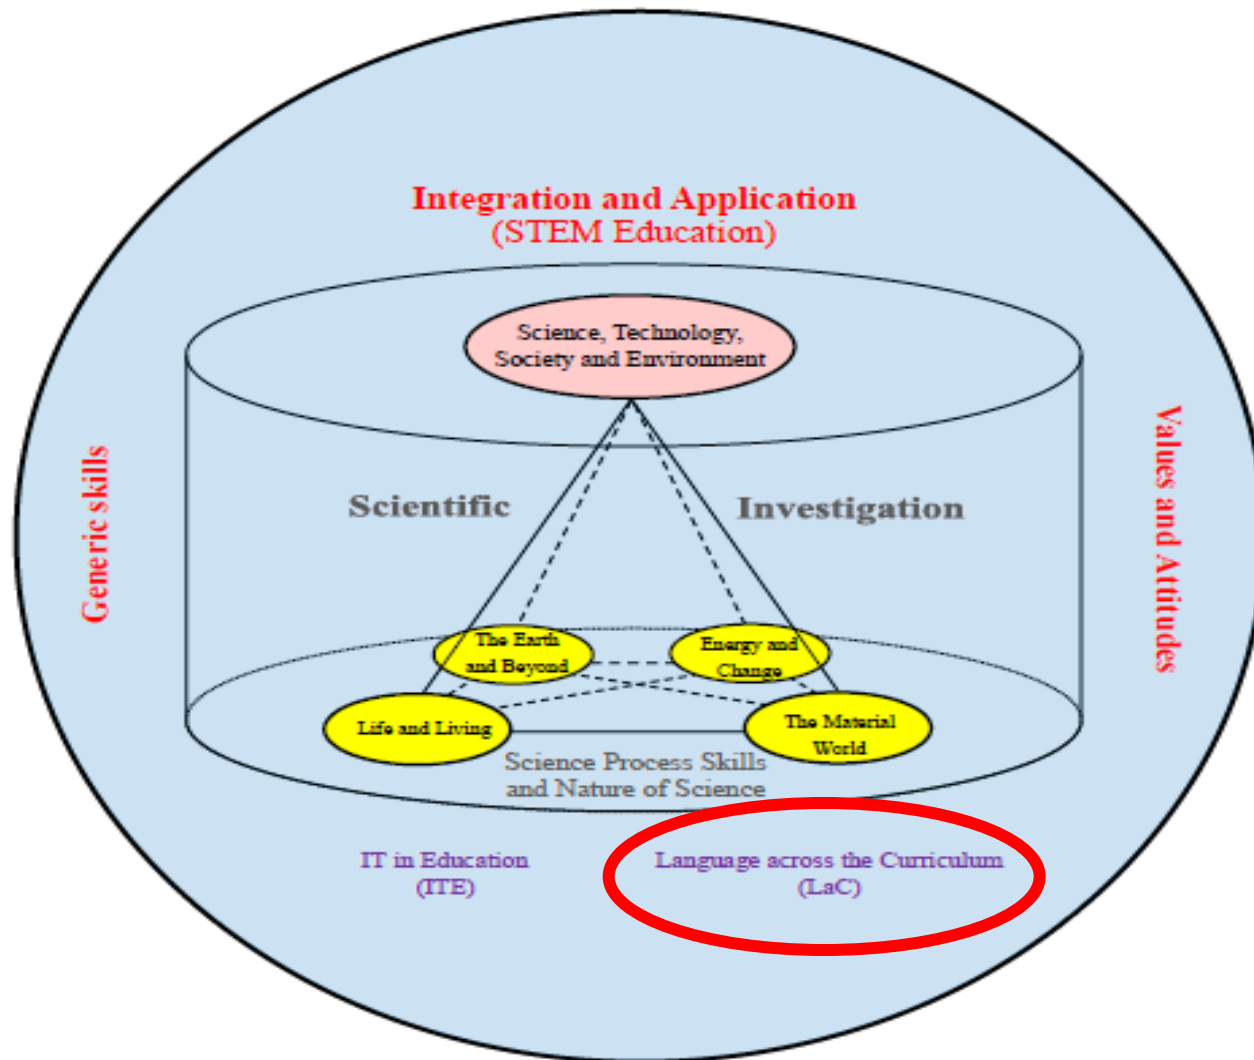 Integration and Application
(STEM Education)
Science, Technology,
Society and Environment
Generic skills
Values and Attitudes
Scientific
Investigation
The Earth
and Beyond
Energy and
Change
Life and Living
The Material
World
Science Process Skills
and Nature of Science
IT in Education
(ITE)
Language across the Curriculum
(LaC)